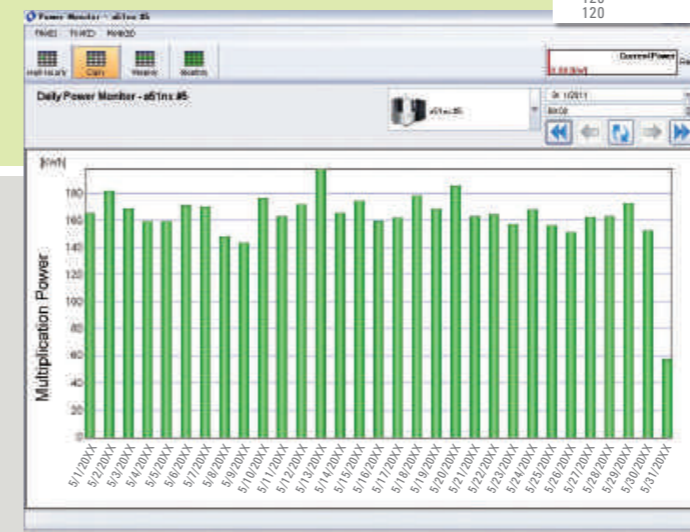 120
120
Power Monitor - a61nx #5
Daily
Weekly
Monthly
Current Power
Daily Power Monitor - a61nx #5
a61nx #5
[kWh]
180
160
140
120
100
80
60
40
20
0
Multiplication Power
5/1/20XX
5/2/20XX
5/3/20XX
5/4/20XX
5/5/20XX
5/6/20XX
5/7/20XX
5/8/20XX
5/9/20XX
5/10/20XX
5/11/20XX
5/12/20XX
5/13/20XX
5/14/20XX
5/15/20XX
5/16/20XX
5/17/20XX
5/18/20XX
5/19/20XX
5/20/20XX
5/21/20XX
5/22/20XX
5/23/20XX
5/24/20XX
5/25/20XX
5/26/20XX
5/27/20XX
5/28/20XX
5/29/20XX
5/30/20XX
5/31/20XX